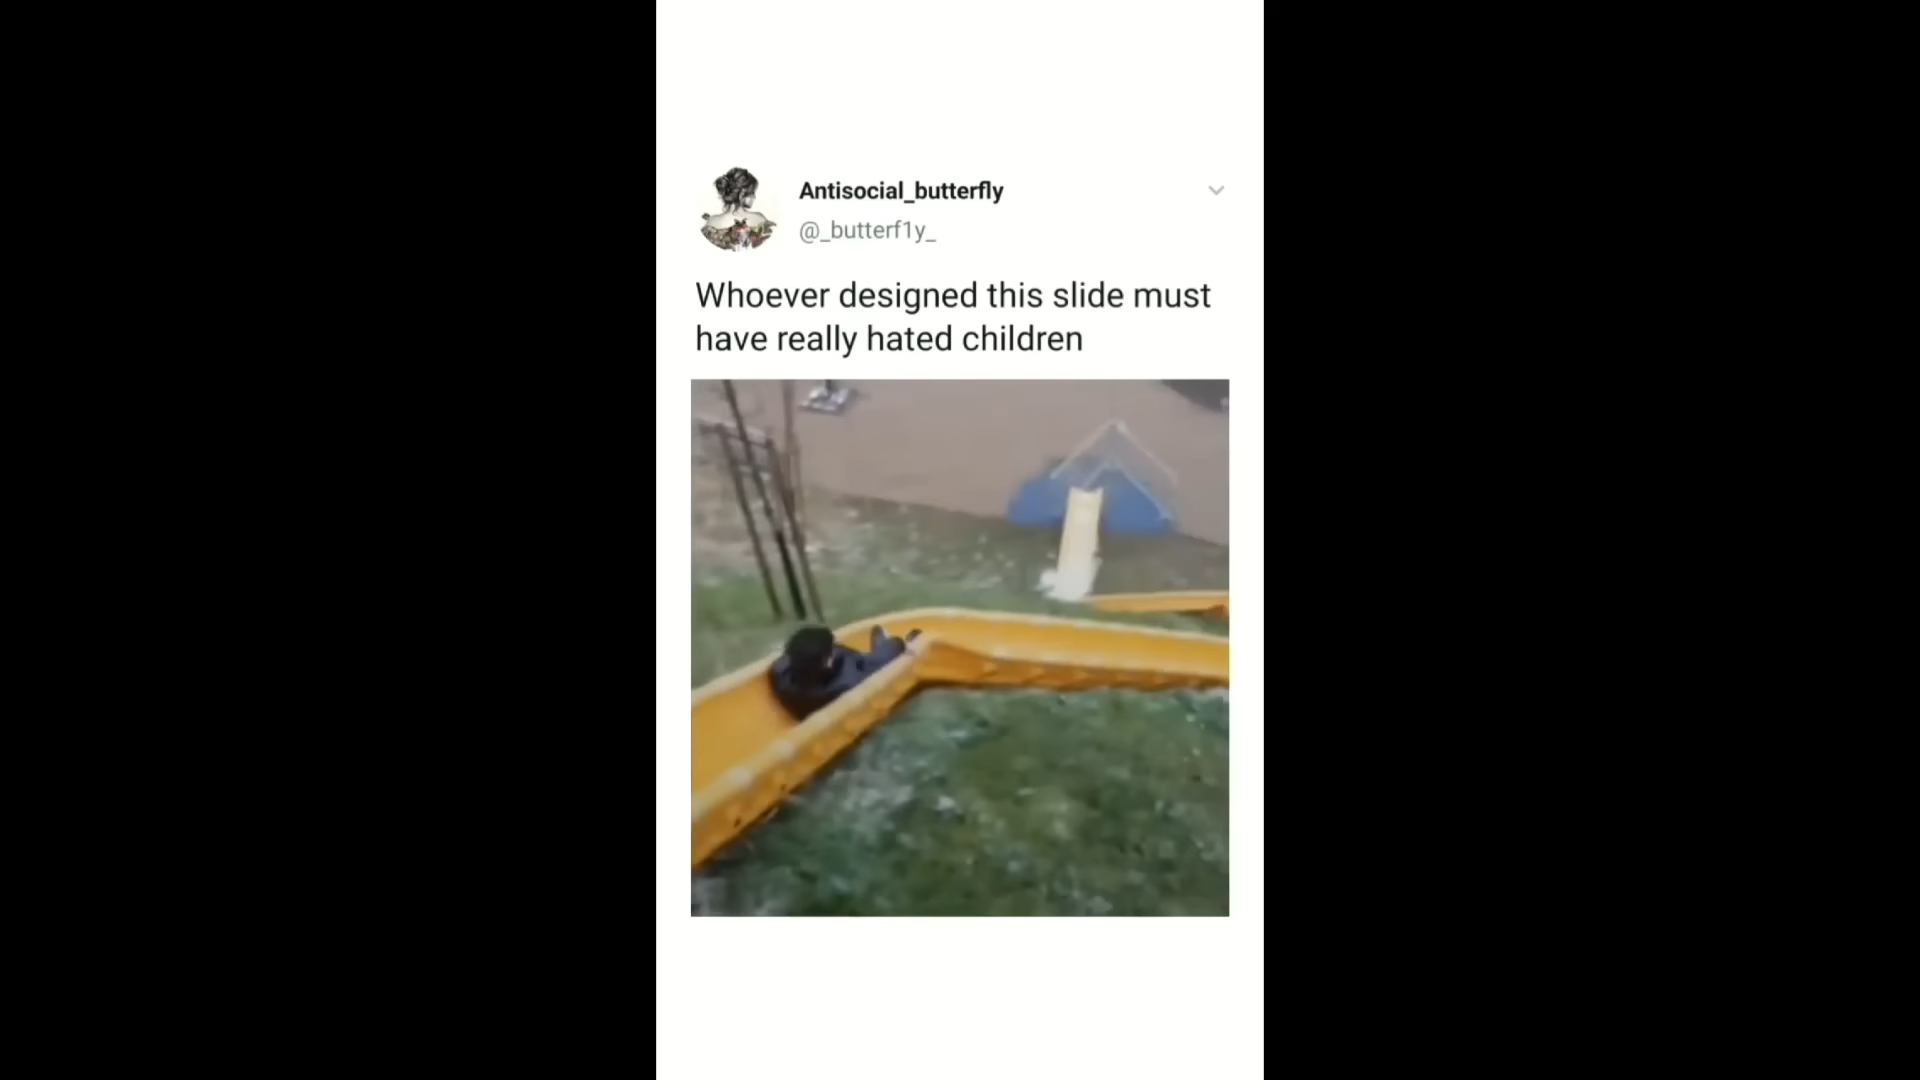 Antisocial_butterfly
@_butterf1y_
Whoever designed this slide must
have really hated children